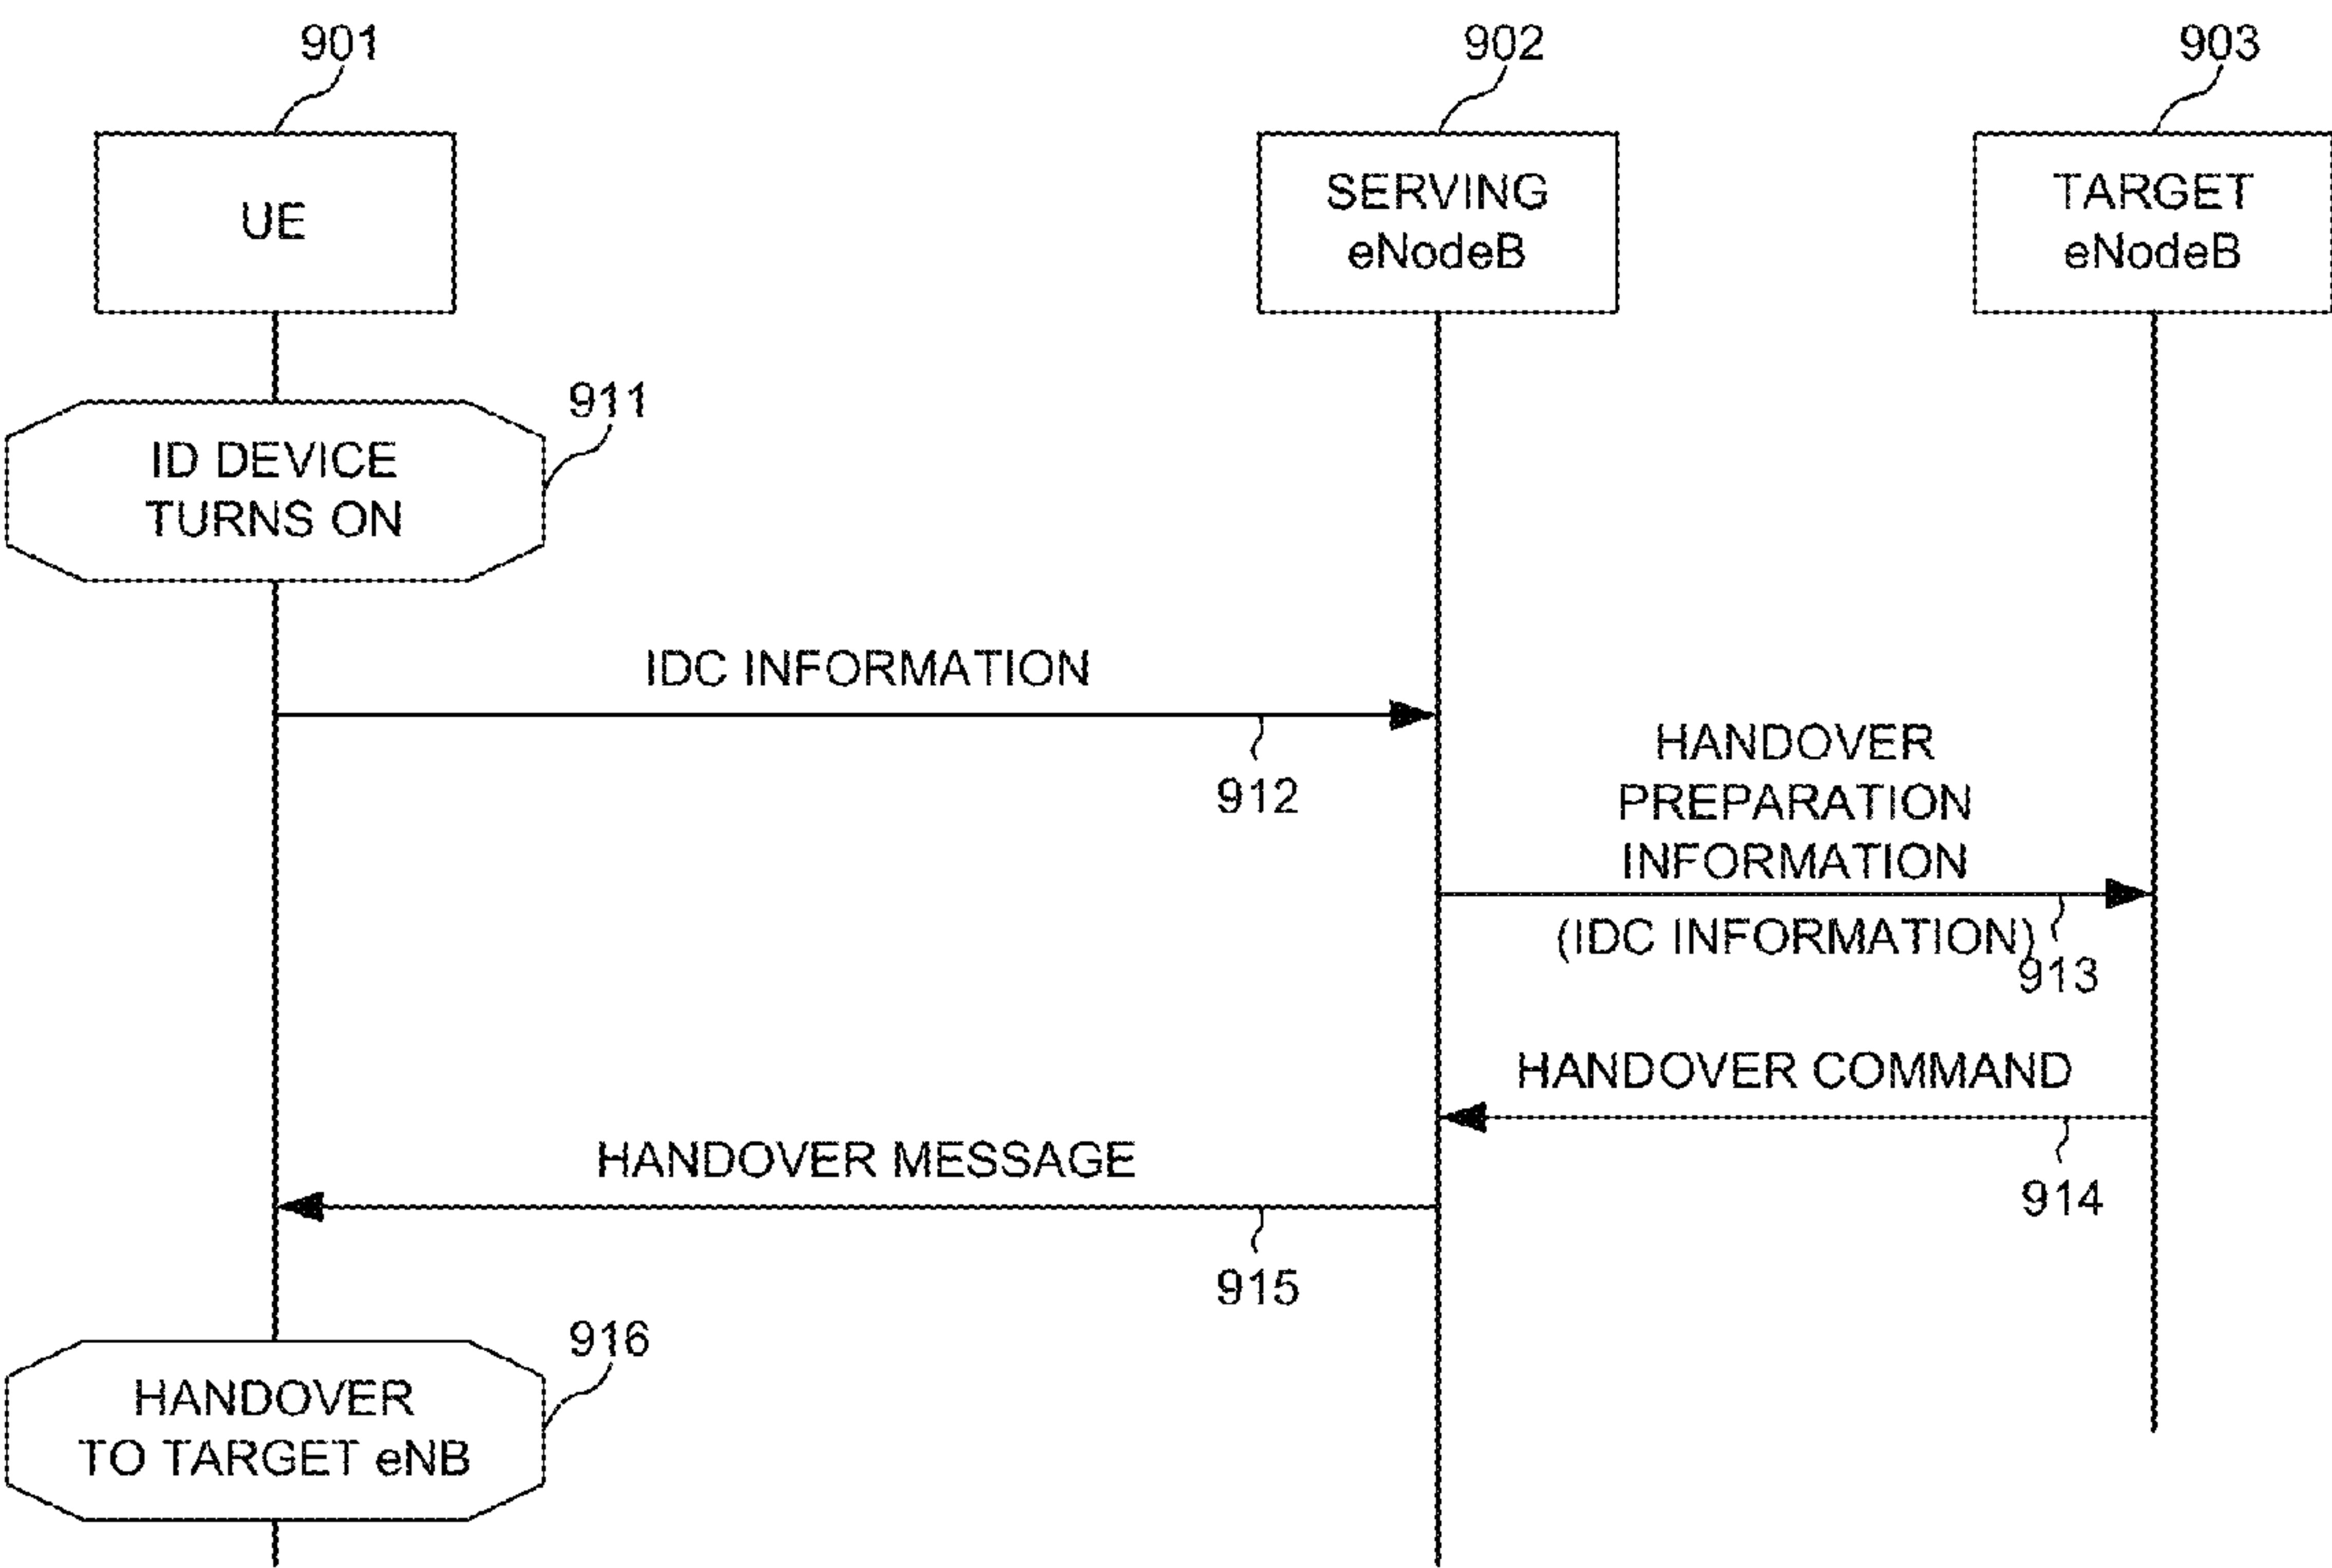 901
902
903
UE
SERVING
eNodeB
TARGET
eNodeB
911
ID DEVICE
TURNS ON
IDC INFORMATION
912
HANDOVER
PREPARATION
INFORMATION
(IDC INFORMATION)
913
HANDOVER COMMAND
914
HANDOVER MESSAGE
915
916
HANDOVER
TO TARGET eNB